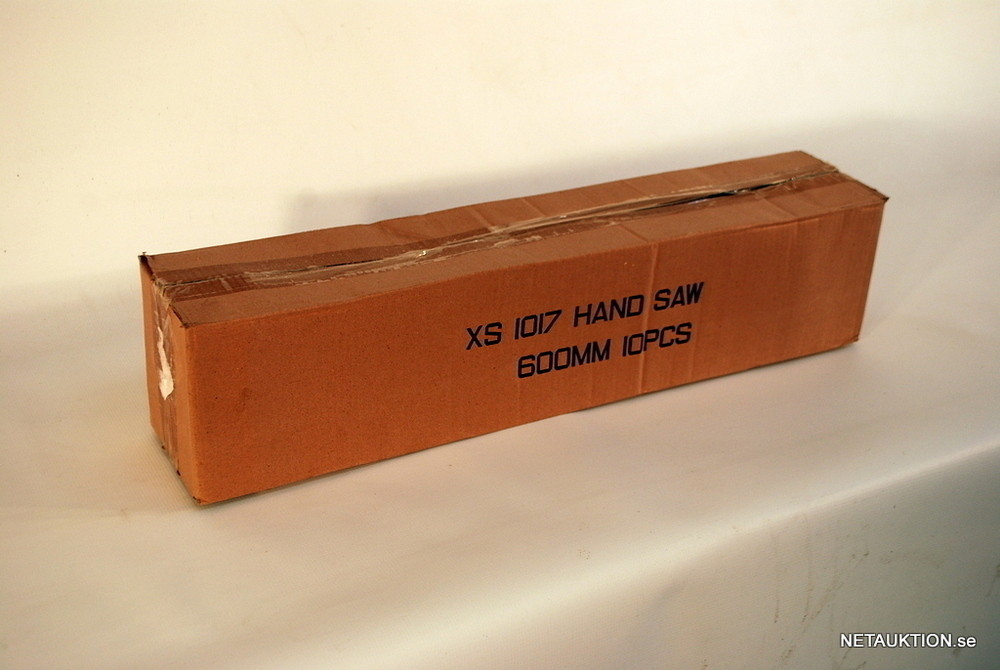 XS 1017 HAND SAW
600MM 10PCS
NETAUKTION.se